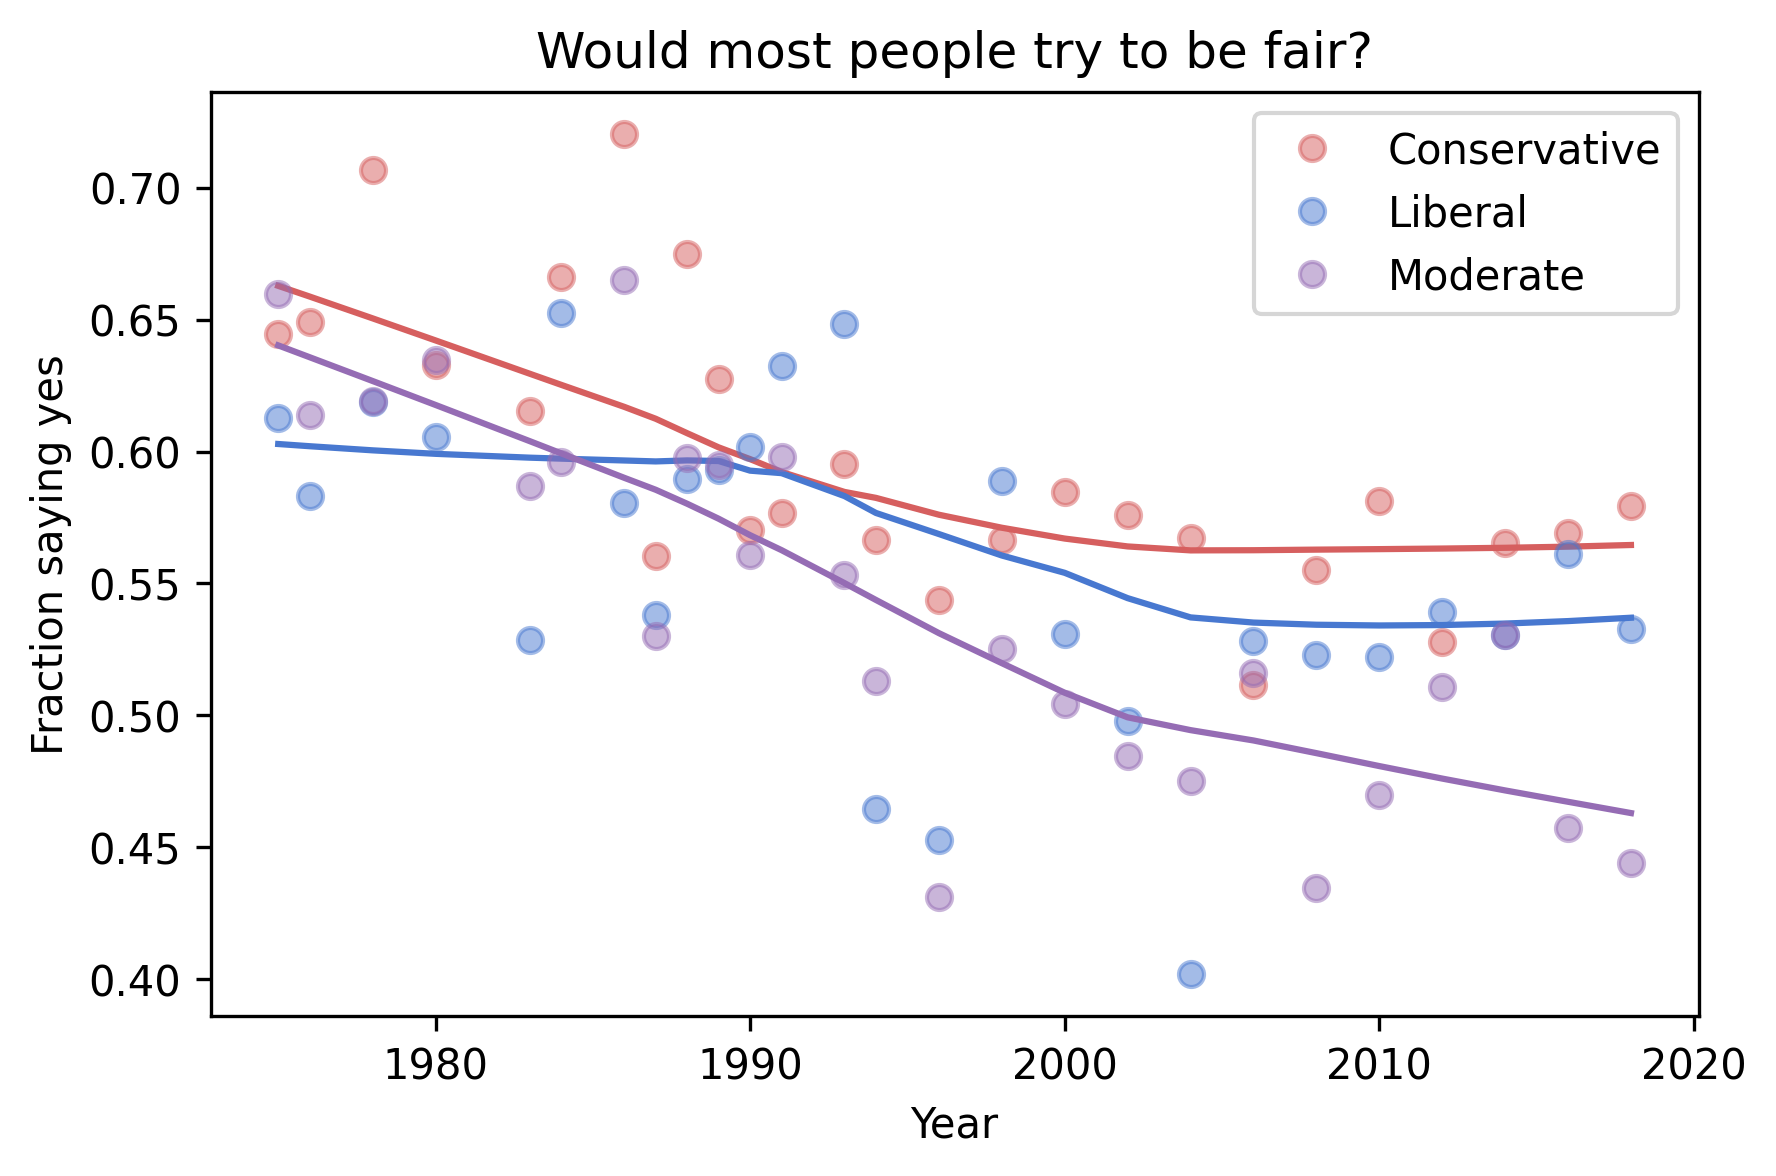 Would most people try to be fair?
Conservative
Liberal
Moderate
0.70
0.65
0.60
0.55
0.50
0.45
0.40
Fraction saying yes
1980 1990 2000 2010 2020
Year